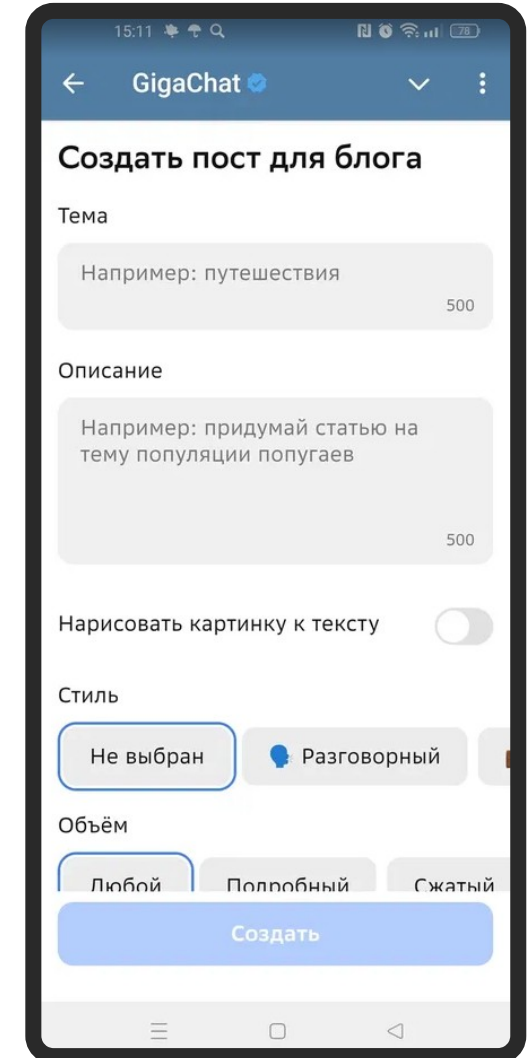 15:11
78
GigaChat
Создать пост для блога
Тема
Например: путешествия
500
Описание
Например: придумай статью на
тему популяции попугаев
500
Нарисовать картинку к тексту
Стиль
Не выбран
Разговорный
Объём
Любой
Подробный
Сжатый
Создать